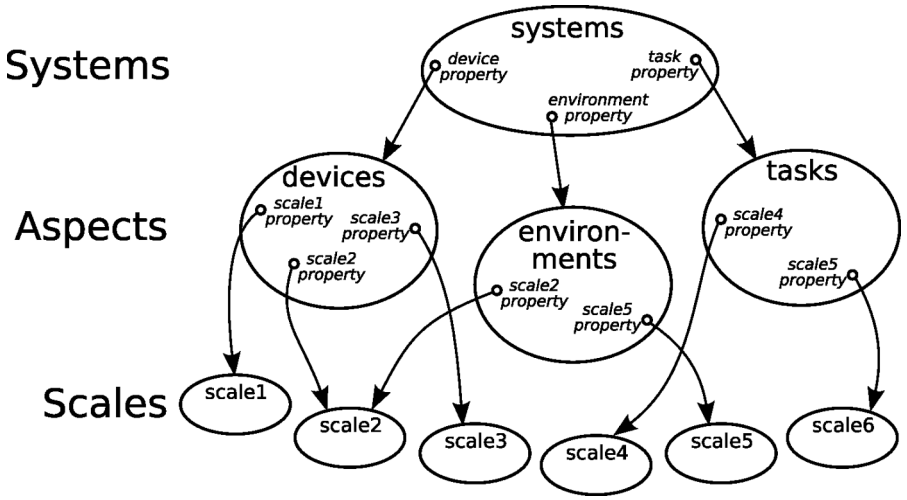 Systems
systems
device
property
task
property
environment
property
Aspects
devices
scale1
property
scale3
property
scale2
property
environ-
ments
scale2
property
scale5
property
tasks
scale4
property
scale5
property
Scales
scale1
scale2
scale3
scale4
scale5
scale6